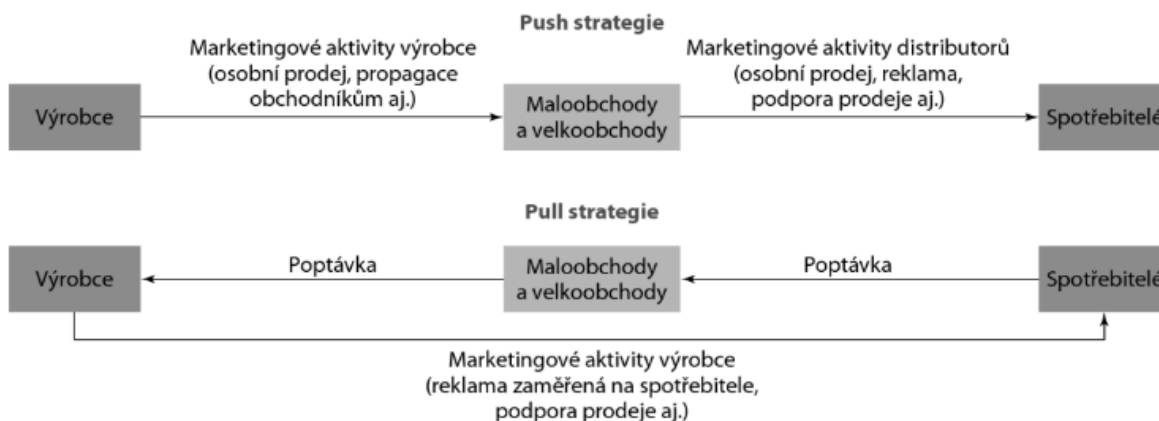 Push strategie
Marketingové aktivity výrobce
(osobní prodej, propagace
obchodníkům aj.)
Marketingové aktivity distributorů
(osobní prodej, reklama,
podpora prodeje aj.)
Výrobce
Maloobchody
a velkoobchody
Spotřebitelé
Pull strategie
Výrobce
Poptávka
Maloobchody
a velkoobchody
Poptávka
Spotřebitelé
Marketingové aktivity výrobce
(reklama zaměřená na spotřebitele,
podpora prodeje aj.)